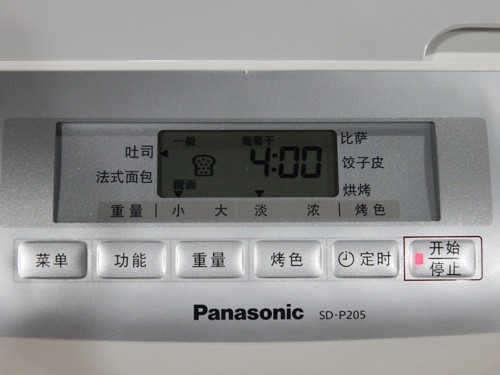 一般 葡萄干 比萨
吐司 4:00 饺子皮
法式面包 烘烤
重量 小 大 淡 浓 烤色
菜单 功能 重量 烤色 定时 开始
停止
Panasonic SD-P205